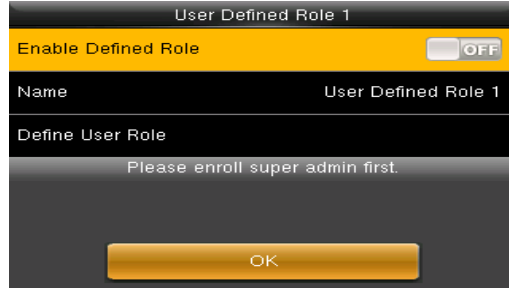 User Defined Role 1
Enable Defined Role OFF
Name User Defined Role 1
Define User Role
Please enroll super admin first.
OK